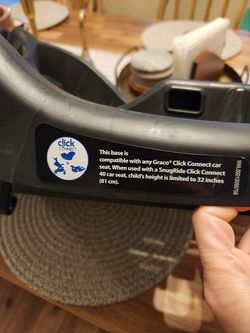 click
CONNECT
This base is
compatible with any Graco® Click Connect car
seat. When used with a SnugRide Click Connect
40 car seat, child's height is limited to 32 inches
(81 cm).